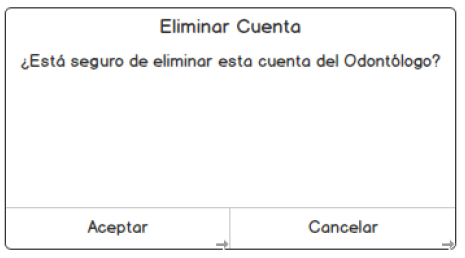 Eliminar Cuenta
¿Está seguro de eliminar esta cuenta del Odontólogo?
Aceptar
Cancelar